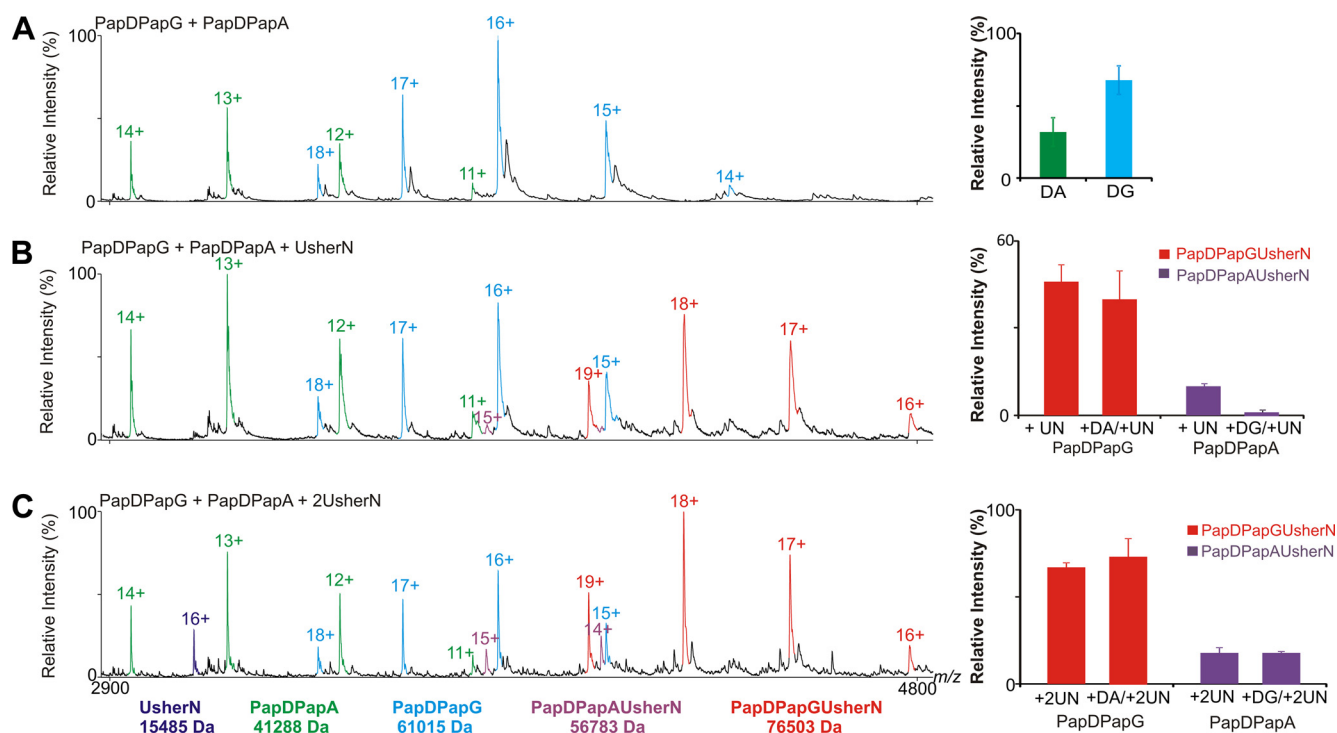 A
PapDPapG + PapDPapA
Relative Intensity (%)
100
0
14+
13+
18+
12+
17+
11+
16+
15+
14+
Relative Intensity (%)
100
0
DA
DG
B
PapDPapG + PapDPapA + UsherN
Relative Intensity (%)
100
0
14+
13+
18+
12+
17+
11+
15+
16+
19+
15+
18+
17+
16+
Relative Intensity (%)
60
0
PapDPapGUsherN
PapDPapAUsherN
+ UN
+DA/+UN
+ UN
+DG/+UN
PapDPapG
PapDPapA
C
PapDPapG + PapDPapA + 2UsherN
Relative Intensity (%)
100
0
14+
16+
13+
18+
12+
17+
11+
15+
16+
19+
14+
15+
18+
17+
16+
2900
4800
m/z
UsherN
15485 Da
PapDPapA
41288 Da
PapDPapG
61015 Da
PapDPapAUsherN
56783 Da
PapDPapGUsherN
76503 Da
Relative Intensity (%)
100
0
PapDPapGUsherN
PapDPapAUsherN
+2UN
+DA/+2UN
+2UN
+DG/+2UN
PapDPapG
PapDPapA